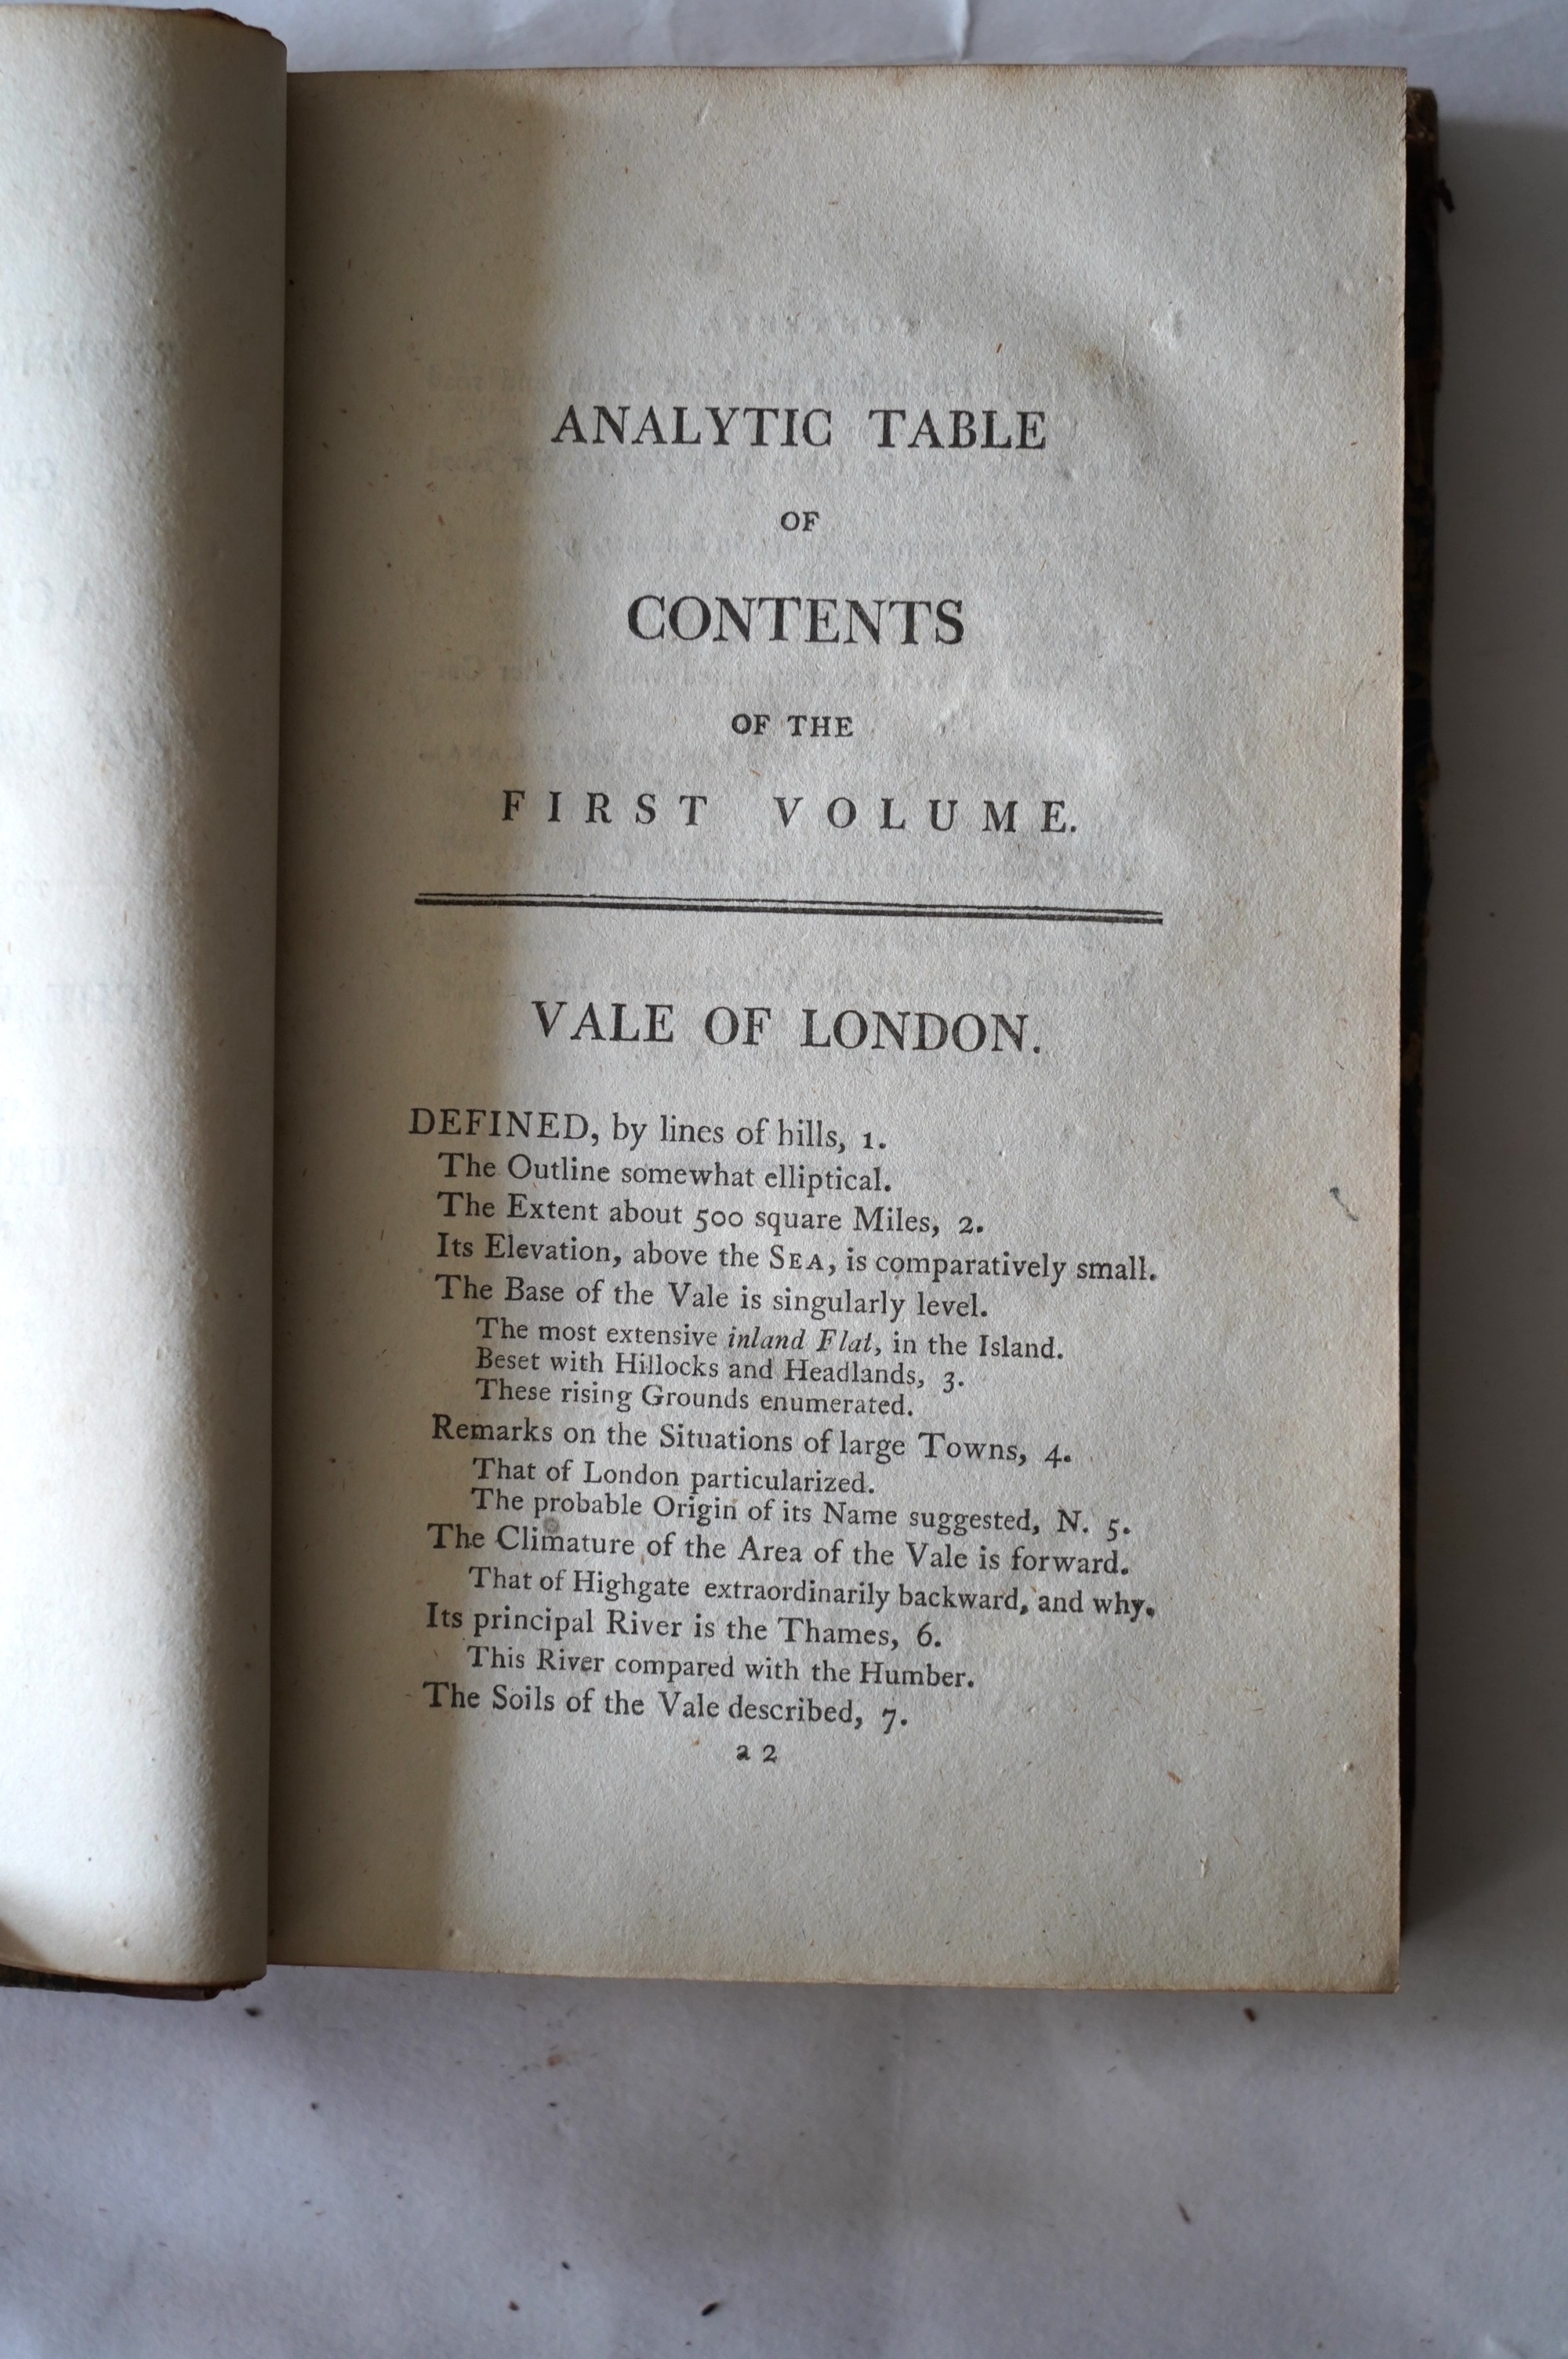 ANALYTIC TABLE
OF
CONTENTS
OF THE
FIRST VOLUME.
VALE OF LONDON.
DEFINED, by lines of hills, 1.
The Outline somewhat elliptical.
The Extent about 500 square Miles, 2.
Its Elevation, above the SEA, is comparatively small.
The Base of the Vale is singularly level.
The most extensive inland Flat, in the Island.
Beset with Hillocks and Headlands, 3.
These rising Grounds enumerated.
Remarks on the Situations of large Towns, 4.
That of London particularized.
The probable Origin of its Name suggested, N. 5.
The Climature of the Area of the Vale is forward.
That of Highgate extraordinarily backward, and why.
Its principal River is the Thames, 6.
This River compared with the Humber.
The Soils of the Vale described, 7.
a 2